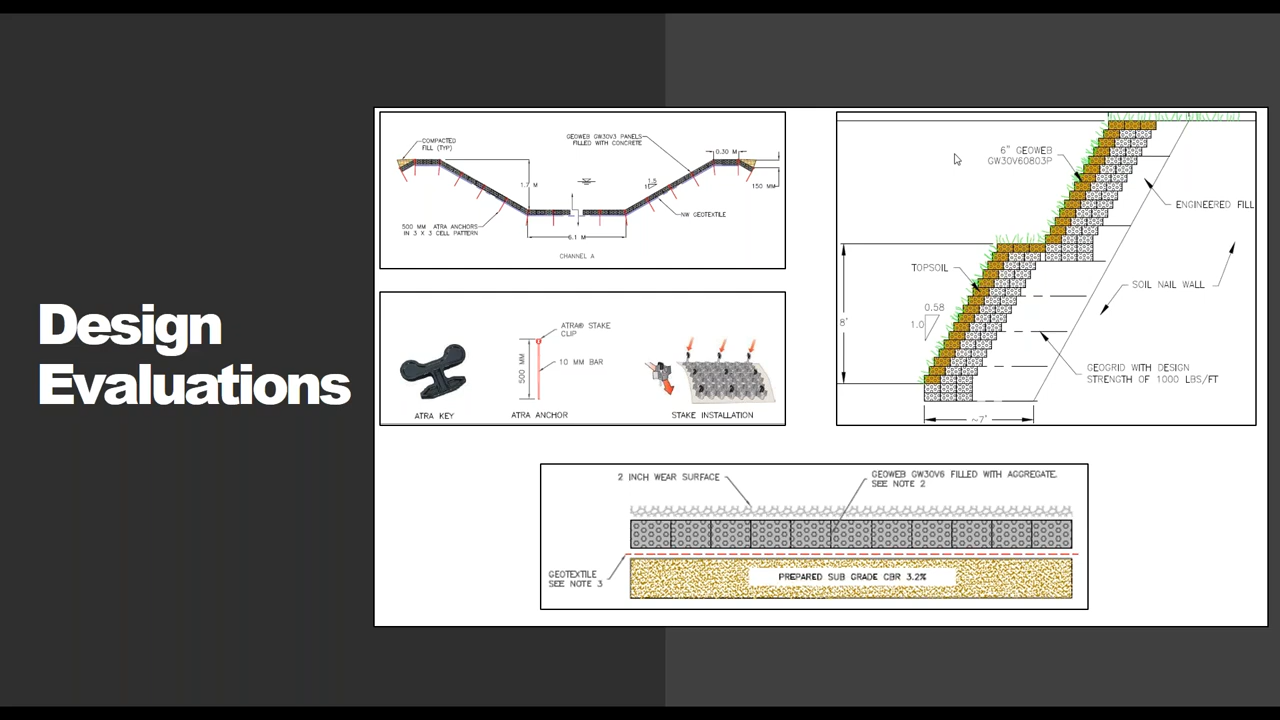 Design
Evaluations
COMPACTED
FILL (TYP)
GEOWEB GW30V3 PANELS
FILLED WITH CONCRETE
0.30 M
1.7 M
1.5
1
150 MM
500 MM ATRA ANCHORS
IN 3 X 3 CELL PATTERN
NW GEOTEXTILE
6.1 M
CHANNEL A
ATRA® STAKE
CLIP
500 MM
10 MM BAR
ATRA KEY
ATRA ANCHOR
STAKE INSTALLATION
6" GEOWEB
GW30V60803P
ENGINEERED FILL
TOPSOIL
SOIL NAIL WALL
0.58
1.0
8'
GEOGRID WITH DESIGN
STRENGTH OF 1000 LBS/FT
~7'
2 INCH WEAR SURFACE
GEOWEB GW30V6 FILLED WITH AGGREGATE.
SEE NOTE 2
GEOTEXTILE
SEE NOTE 3
PREPARED SUB GRADE CBR 3.2%